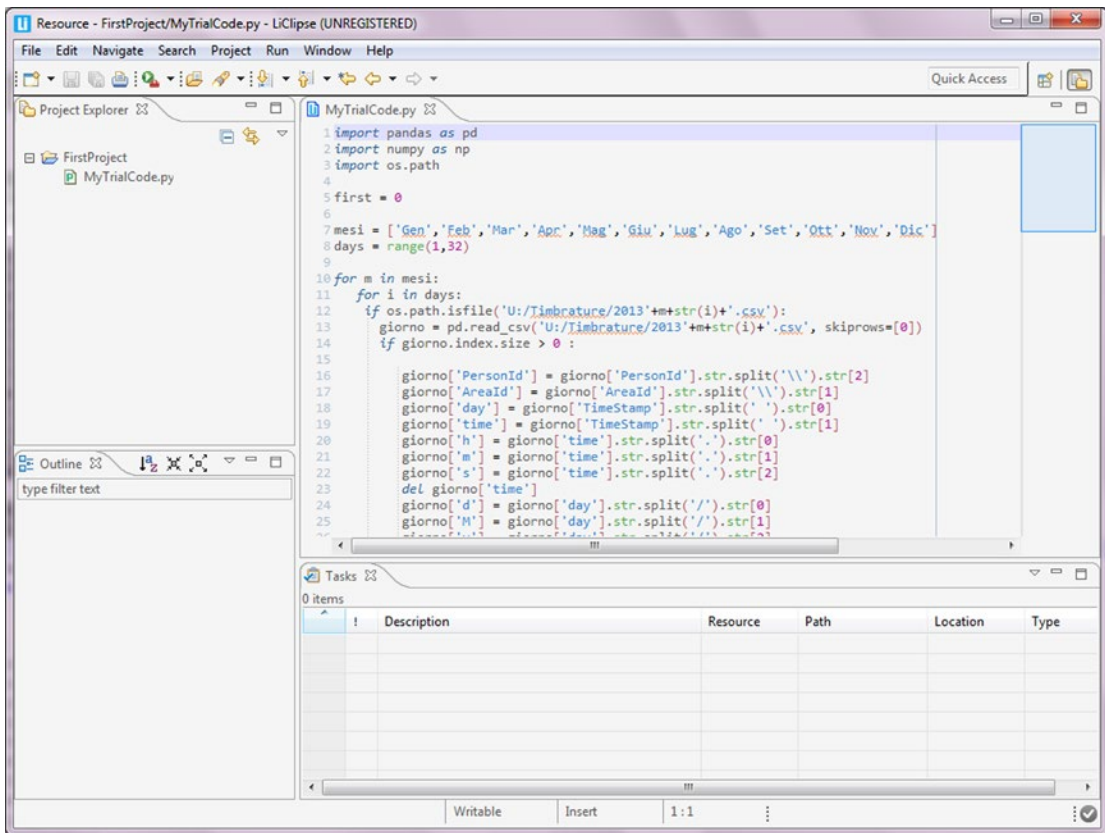 Resource - FirstProject/MyTrialCode.py - LiClipse (UNREGISTERED)
File Edit Navigate Search Project Run Window Help
Quick Access
Project Explorer
FirstProject
MyTrialCode.py
Outline
type filter text
MyTrialCode.py
1 import pandas as pd
2 import numpy as np
3 import os.path
4
5 first = 0
6
7 mesi = ['Gen','Feb','Mar','Apr','Mag','Giu','Lug','Ago','Set','Ott','Nov','Dic']
8 days = range(1,32)
9
10 for m in mesi:
11 for i in days:
12 if os.path.isfile('U:/Timbrature/2013'+m+str(i)+'.csv'):
13 giorno = pd.read_csv('U:/Timbrature/2013'+m+str(i)+'.csv', skiprows=[0])
14 if giorno.index.size > 0 :
15
16 giorno['PersonId'] = giorno['PersonId'].str.split('\\').str[2]
17 giorno['AreaId'] = giorno['AreaId'].str.split('\\').str[1]
18 giorno['day'] = giorno['TimeStamp'].str.split(' ').str[0]
19 giorno['time'] = giorno['TimeStamp'].str.split(' ').str[1]
20 giorno['h'] = giorno['time'].str.split('.').str[0]
21 giorno['m'] = giorno['time'].str.split('.').str[1]
22 giorno['s'] = giorno['time'].str.split('.').str[2]
23 del giorno['time']
24 giorno['d'] = giorno['day'].str.split('/').str[0]
25 giorno['M'] = giorno['day'].str.split('/').str[1]
Tasks
0 items
! Description Resource Path Location Type
Writable Insert 1:1